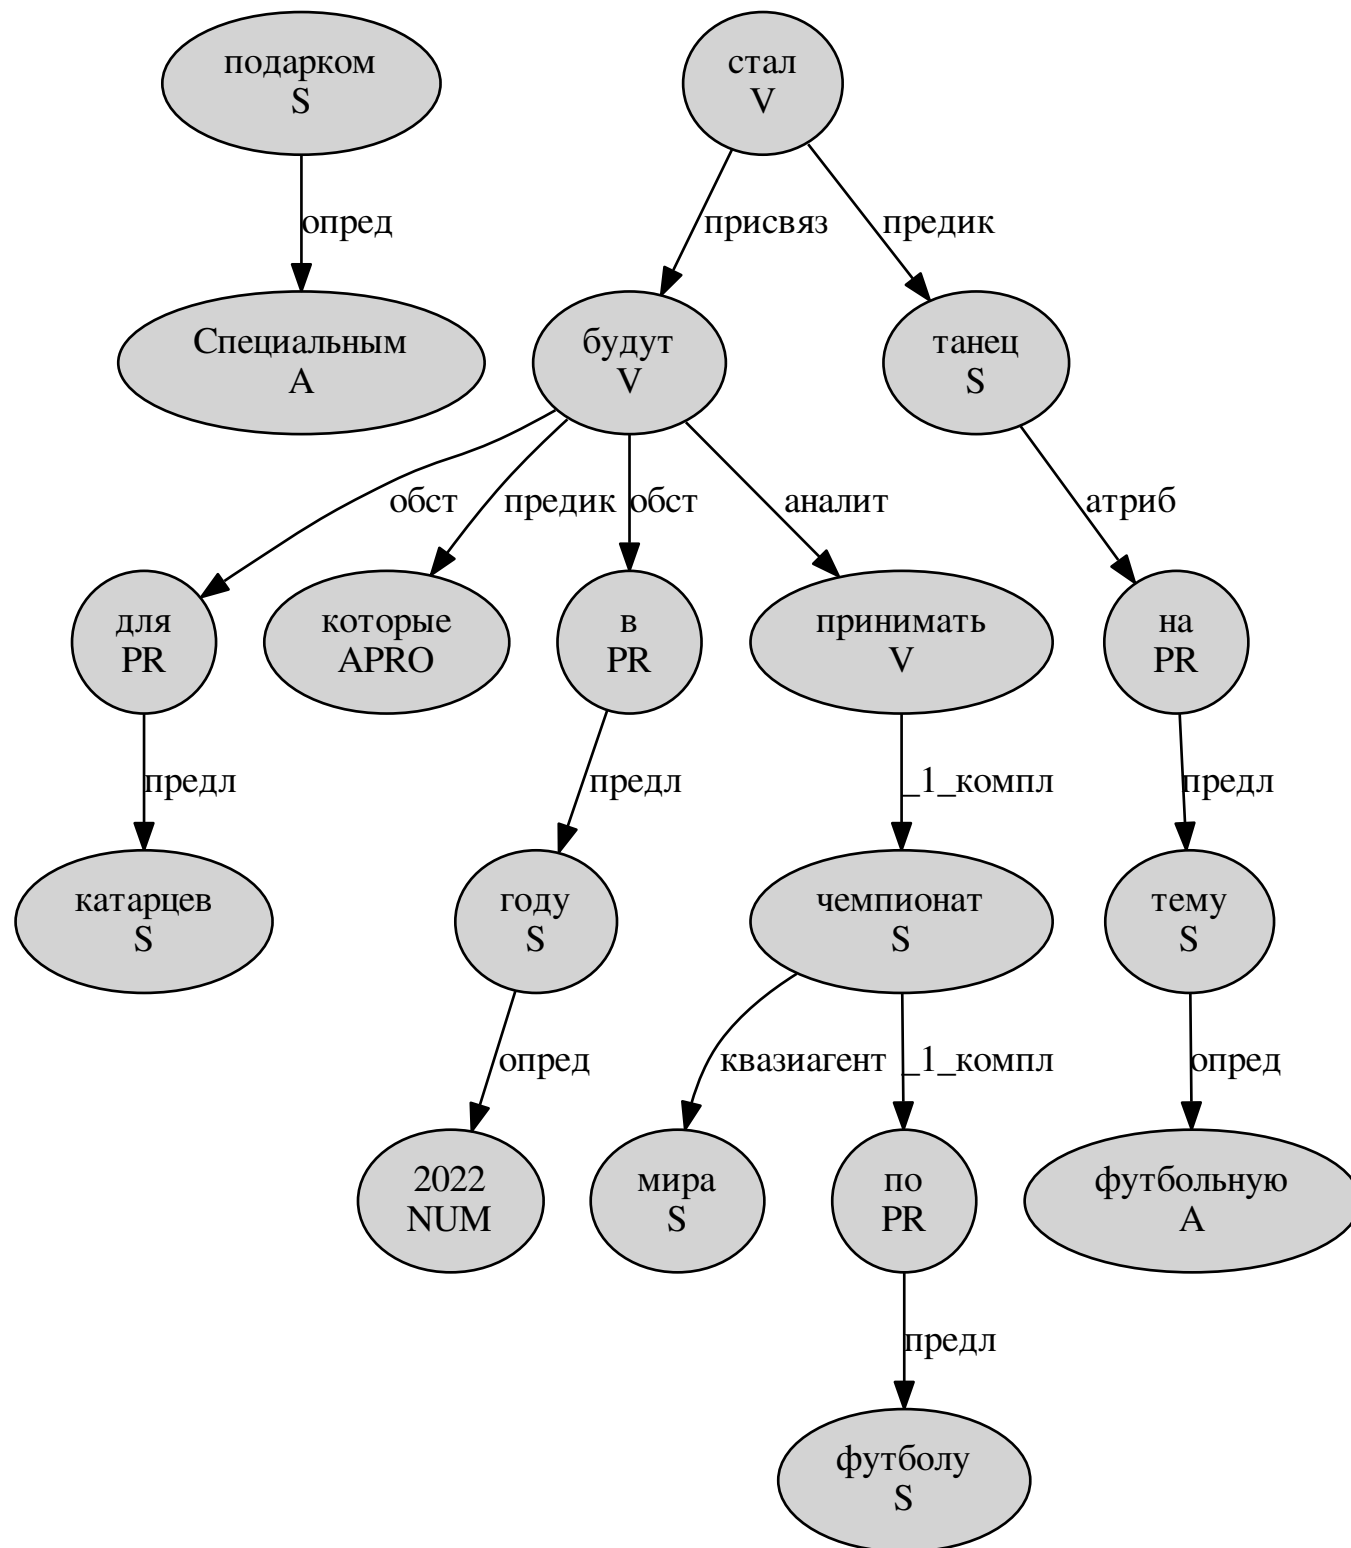 подарком
S
стал
V
опред
присвяз
предик
Специальным
A
будут
V
танец
S
обст
предик
обст
аналит
атриб
для
PR
которые
APRO
в
PR
принимать
V
на
PR
предл
предл
_1_компл
предл
катарцев
S
году
S
чемпионат
S
тему
S
опред
квазиагент
_1_компл
опред
2022
NUM
мира
S
по
PR
футбольную
A
предл
футболу
S